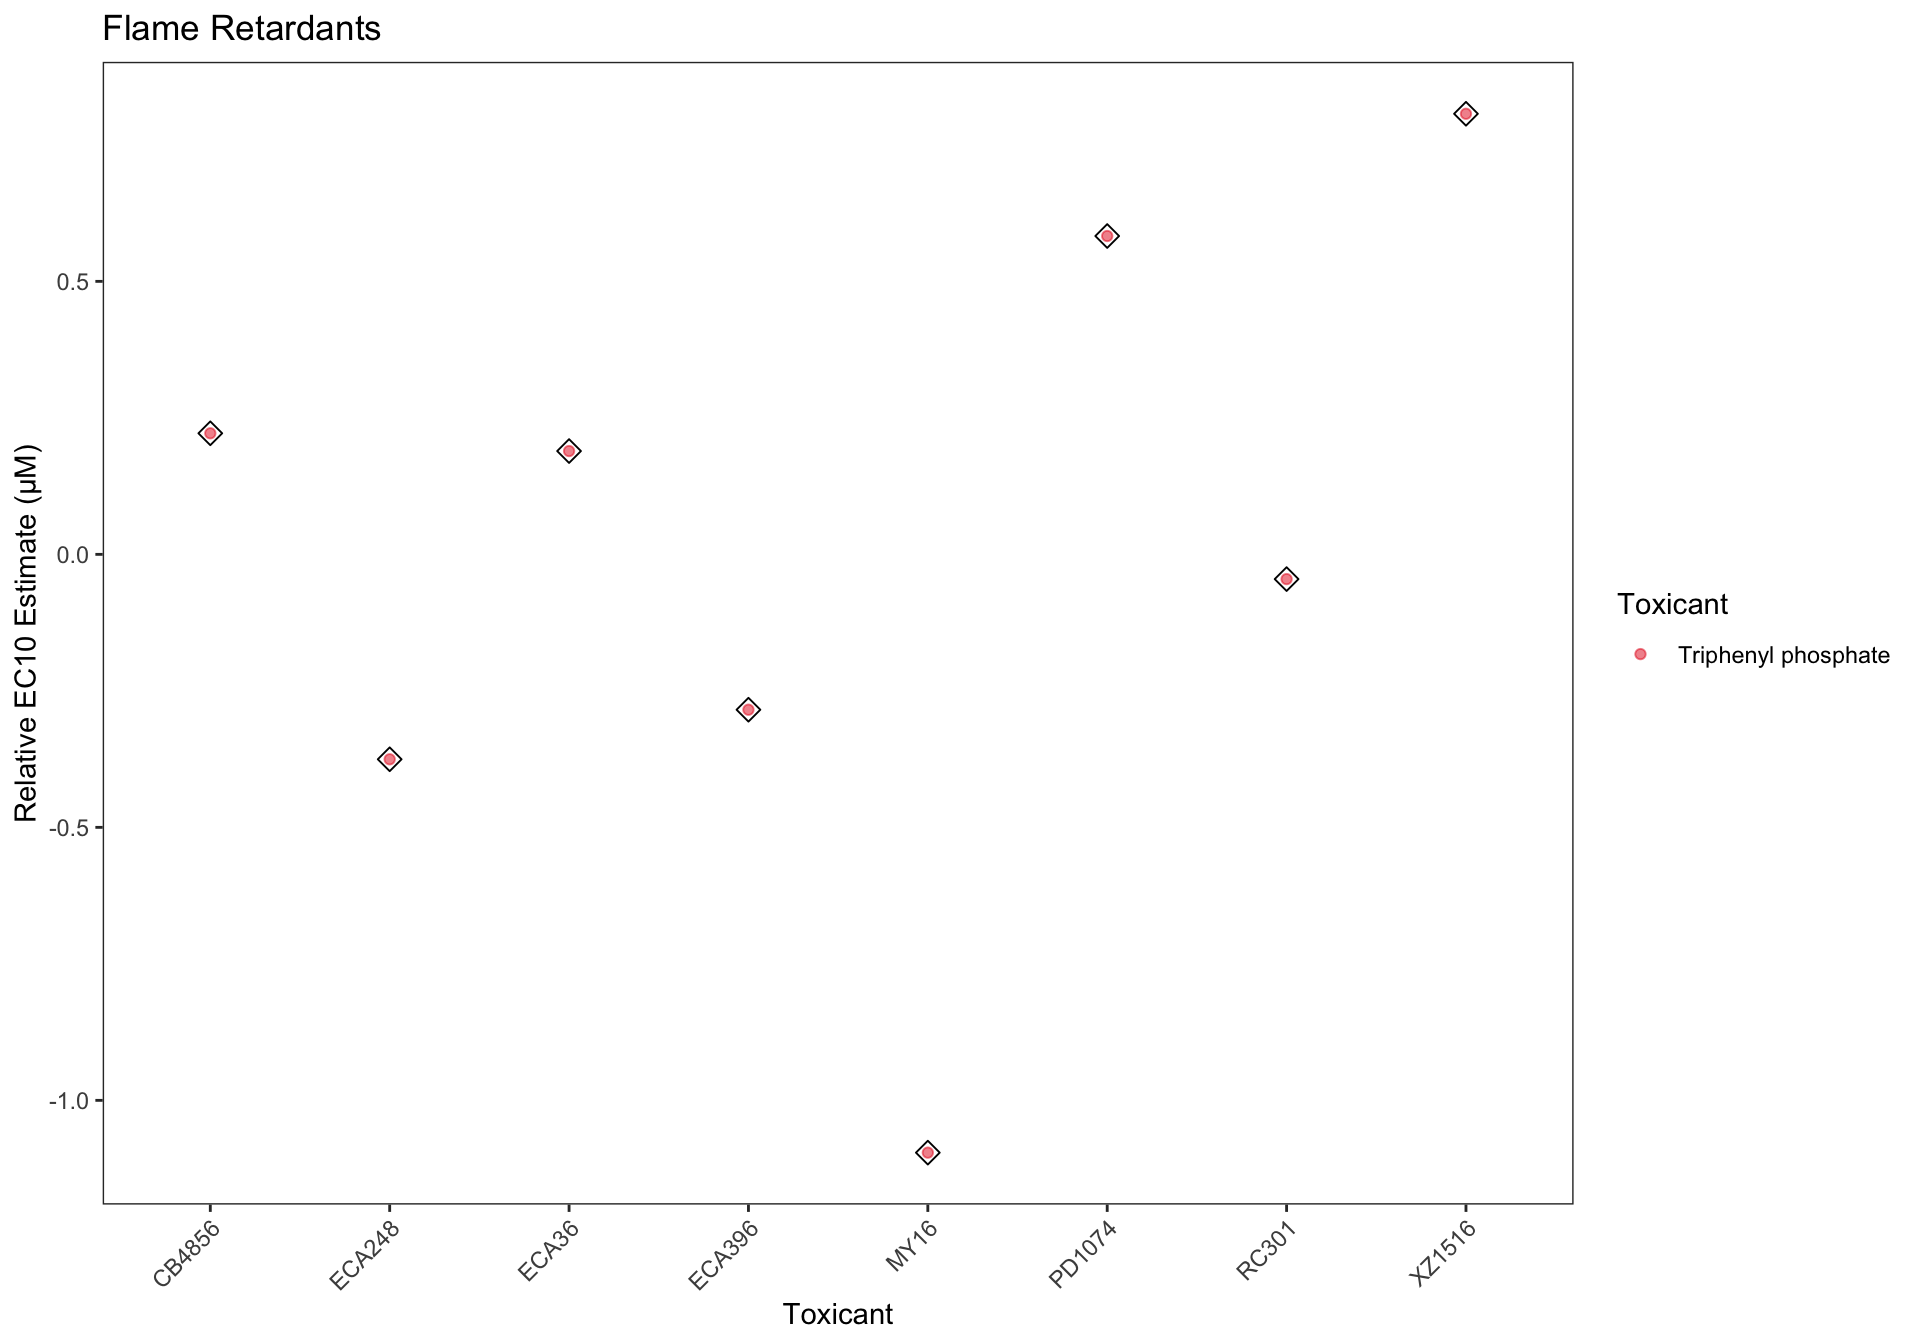 Flame Retardants
Relative EC10 Estimate (μM)
0.5
0.0
-0.5
-1.0
CB4856
ECA248
ECA36
ECA396
MY16
PD1074
RC301
XZ1516
Toxicant
Toxicant
Triphenyl phosphate